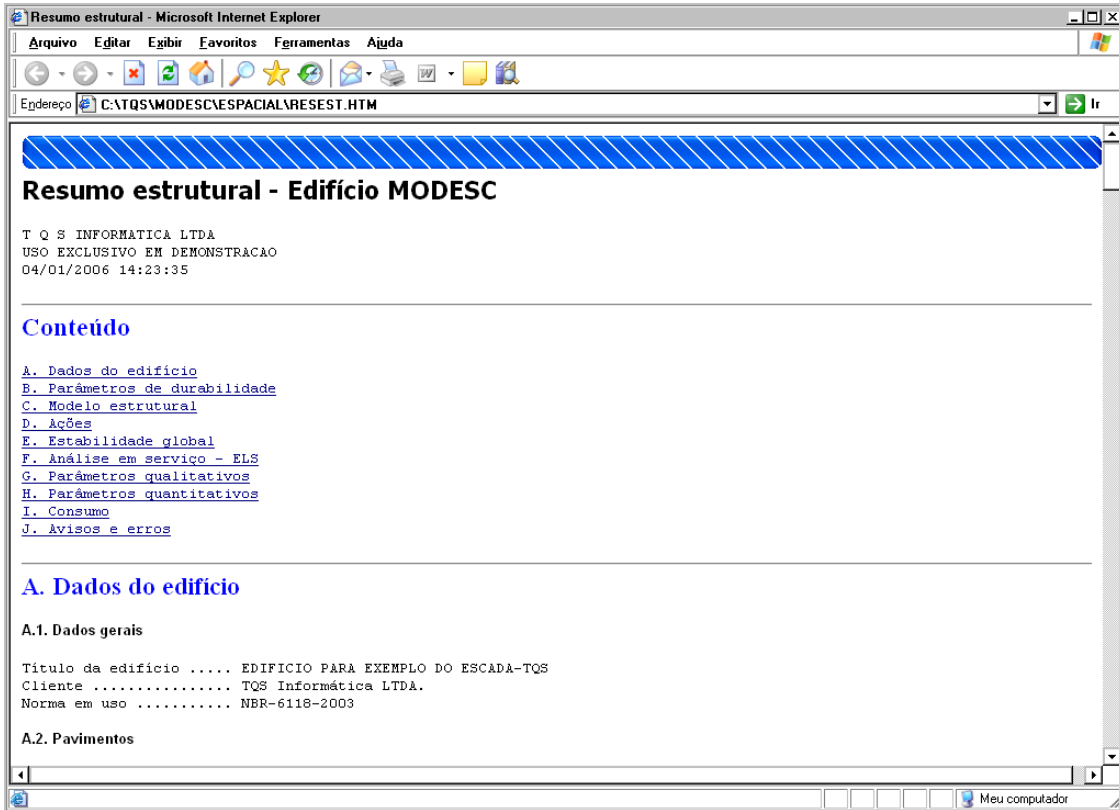 Resumo estrutural - Microsoft Internet Explorer
Arquivo Editar Exibir Favoritos Ferramentas Ajuda
Endereço C:\TQS\MODESC\ESPACIAL\RESEST.HTM Ir
Resumo estrutural - Edifício MODESC
T Q S INFORMATICA LTDA
USO EXCLUSIVO EM DEMONSTRACAO
04/01/2006 14:23:35
Conteúdo
A. Dados do edifício
B. Parâmetros de durabilidade
C. Modelo estrutural
D. Ações
E. Estabilidade global
F. Análise em serviço - ELS
G. Parâmetros qualitativos
H. Parâmetros quantitativos
I. Consumo
J. Avisos e erros
A. Dados do edifício
A.1. Dados gerais
Título da edifício ..... EDIFICIO PARA EXEMPLO DO ESCADA-TQS
Cliente ................ TQS Informática LTDA.
Norma em uso ........... NBR-6118-2003
A.2. Pavimentos
Meu computador